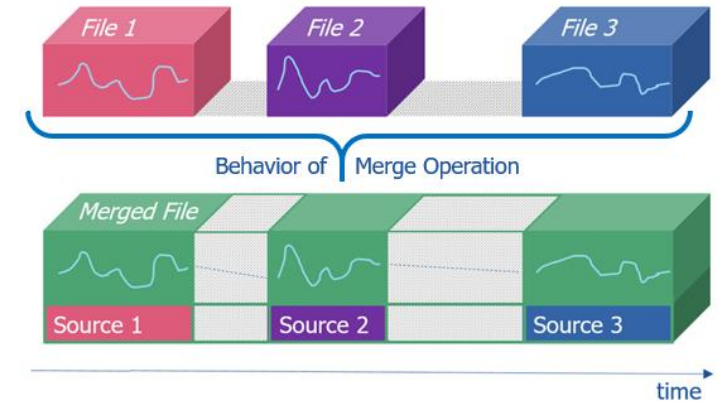 File 1
File 2
File 3
Behavior of Merge Operation
Merged File
Source 1
Source 2
Source 3
time